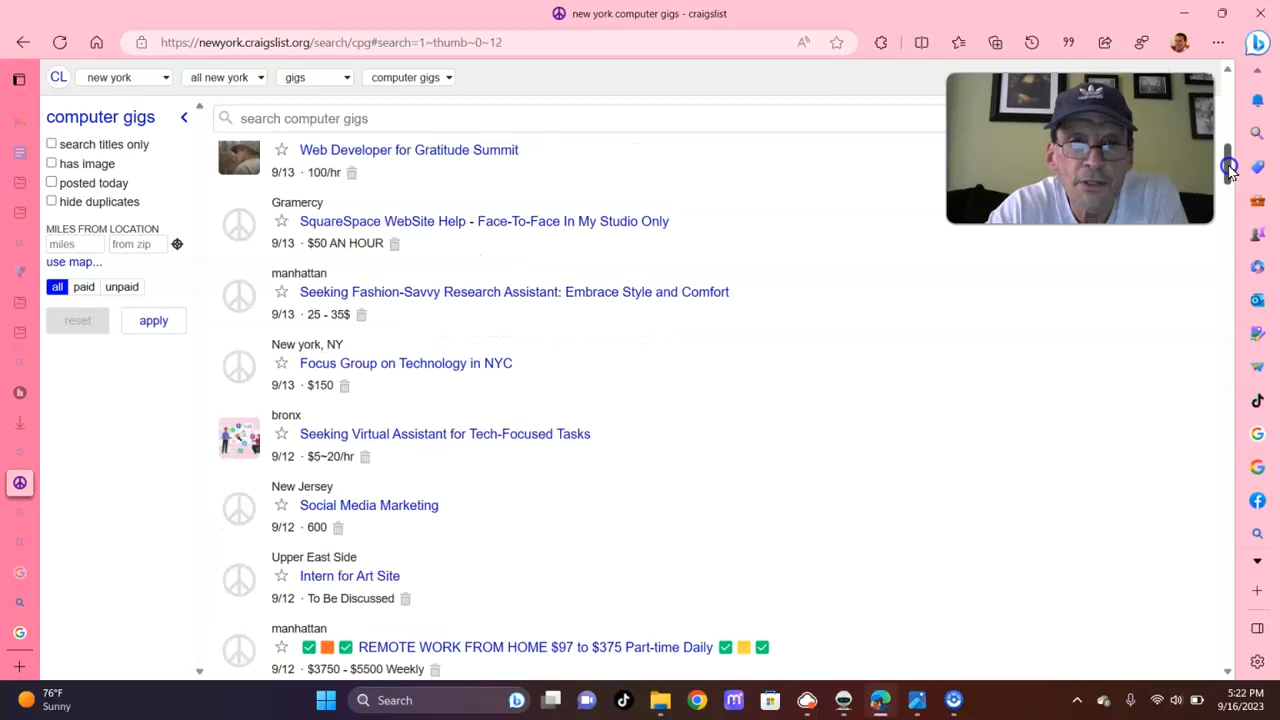 new york computer gigs - craigslist
https://newyork.craigslist.org/search/cpg#search=1~thumb~0~12
CL new york all new york gigs computer gigs
computer gigs
search titles only
has image
posted today
hide duplicates
MILES FROM LOCATION
miles from zip
use map...
all paid unpaid
reset apply
search computer gigs
Web Developer for Gratitude Summit
9/13 · 100/hr
Gramercy
SquareSpace WebSite Help - Face-To-Face In My Studio Only
9/13 · $50 AN HOUR
manhattan
Seeking Fashion-Savvy Research Assistant: Embrace Style and Comfort
9/13 · 25 - 35$
New york, NY
Focus Group on Technology in NYC
9/13 · $150
bronx
Seeking Virtual Assistant for Tech-Focused Tasks
9/12 · $5~20/hr
New Jersey
Social Media Marketing
9/12 · 600
Upper East Side
Intern for Art Site
9/12 · To Be Discussed
manhattan
✅ 🟧 ✅ REMOTE WORK FROM HOME $97 to $375 Part-time Daily ✅ 🟨 ✅
9/12 · $3750 - $5500 Weekly
76°F
Sunny
Search
5:22 PM
9/16/2023